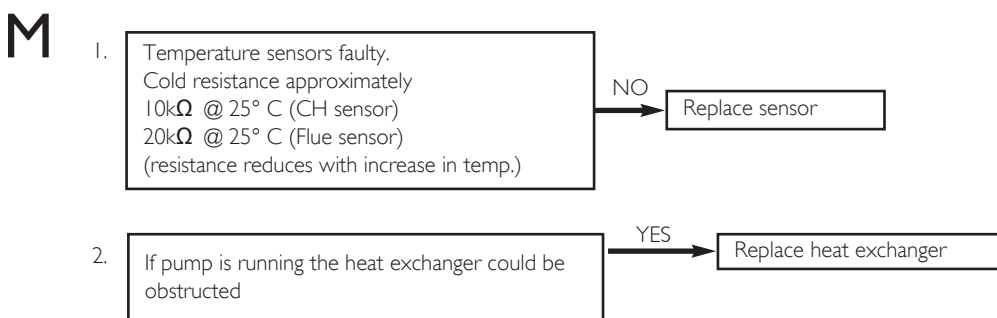 M
1.
Temperature sensors faulty.
Cold resistance approximately
10kΩ @ 25° C (CH sensor)
20kΩ @ 25° C (Flue sensor)
(resistance reduces with increase in temp.)
NO
Replace sensor
2.
If pump is running the heat exchanger could be
obstructed
YES
Replace heat exchanger